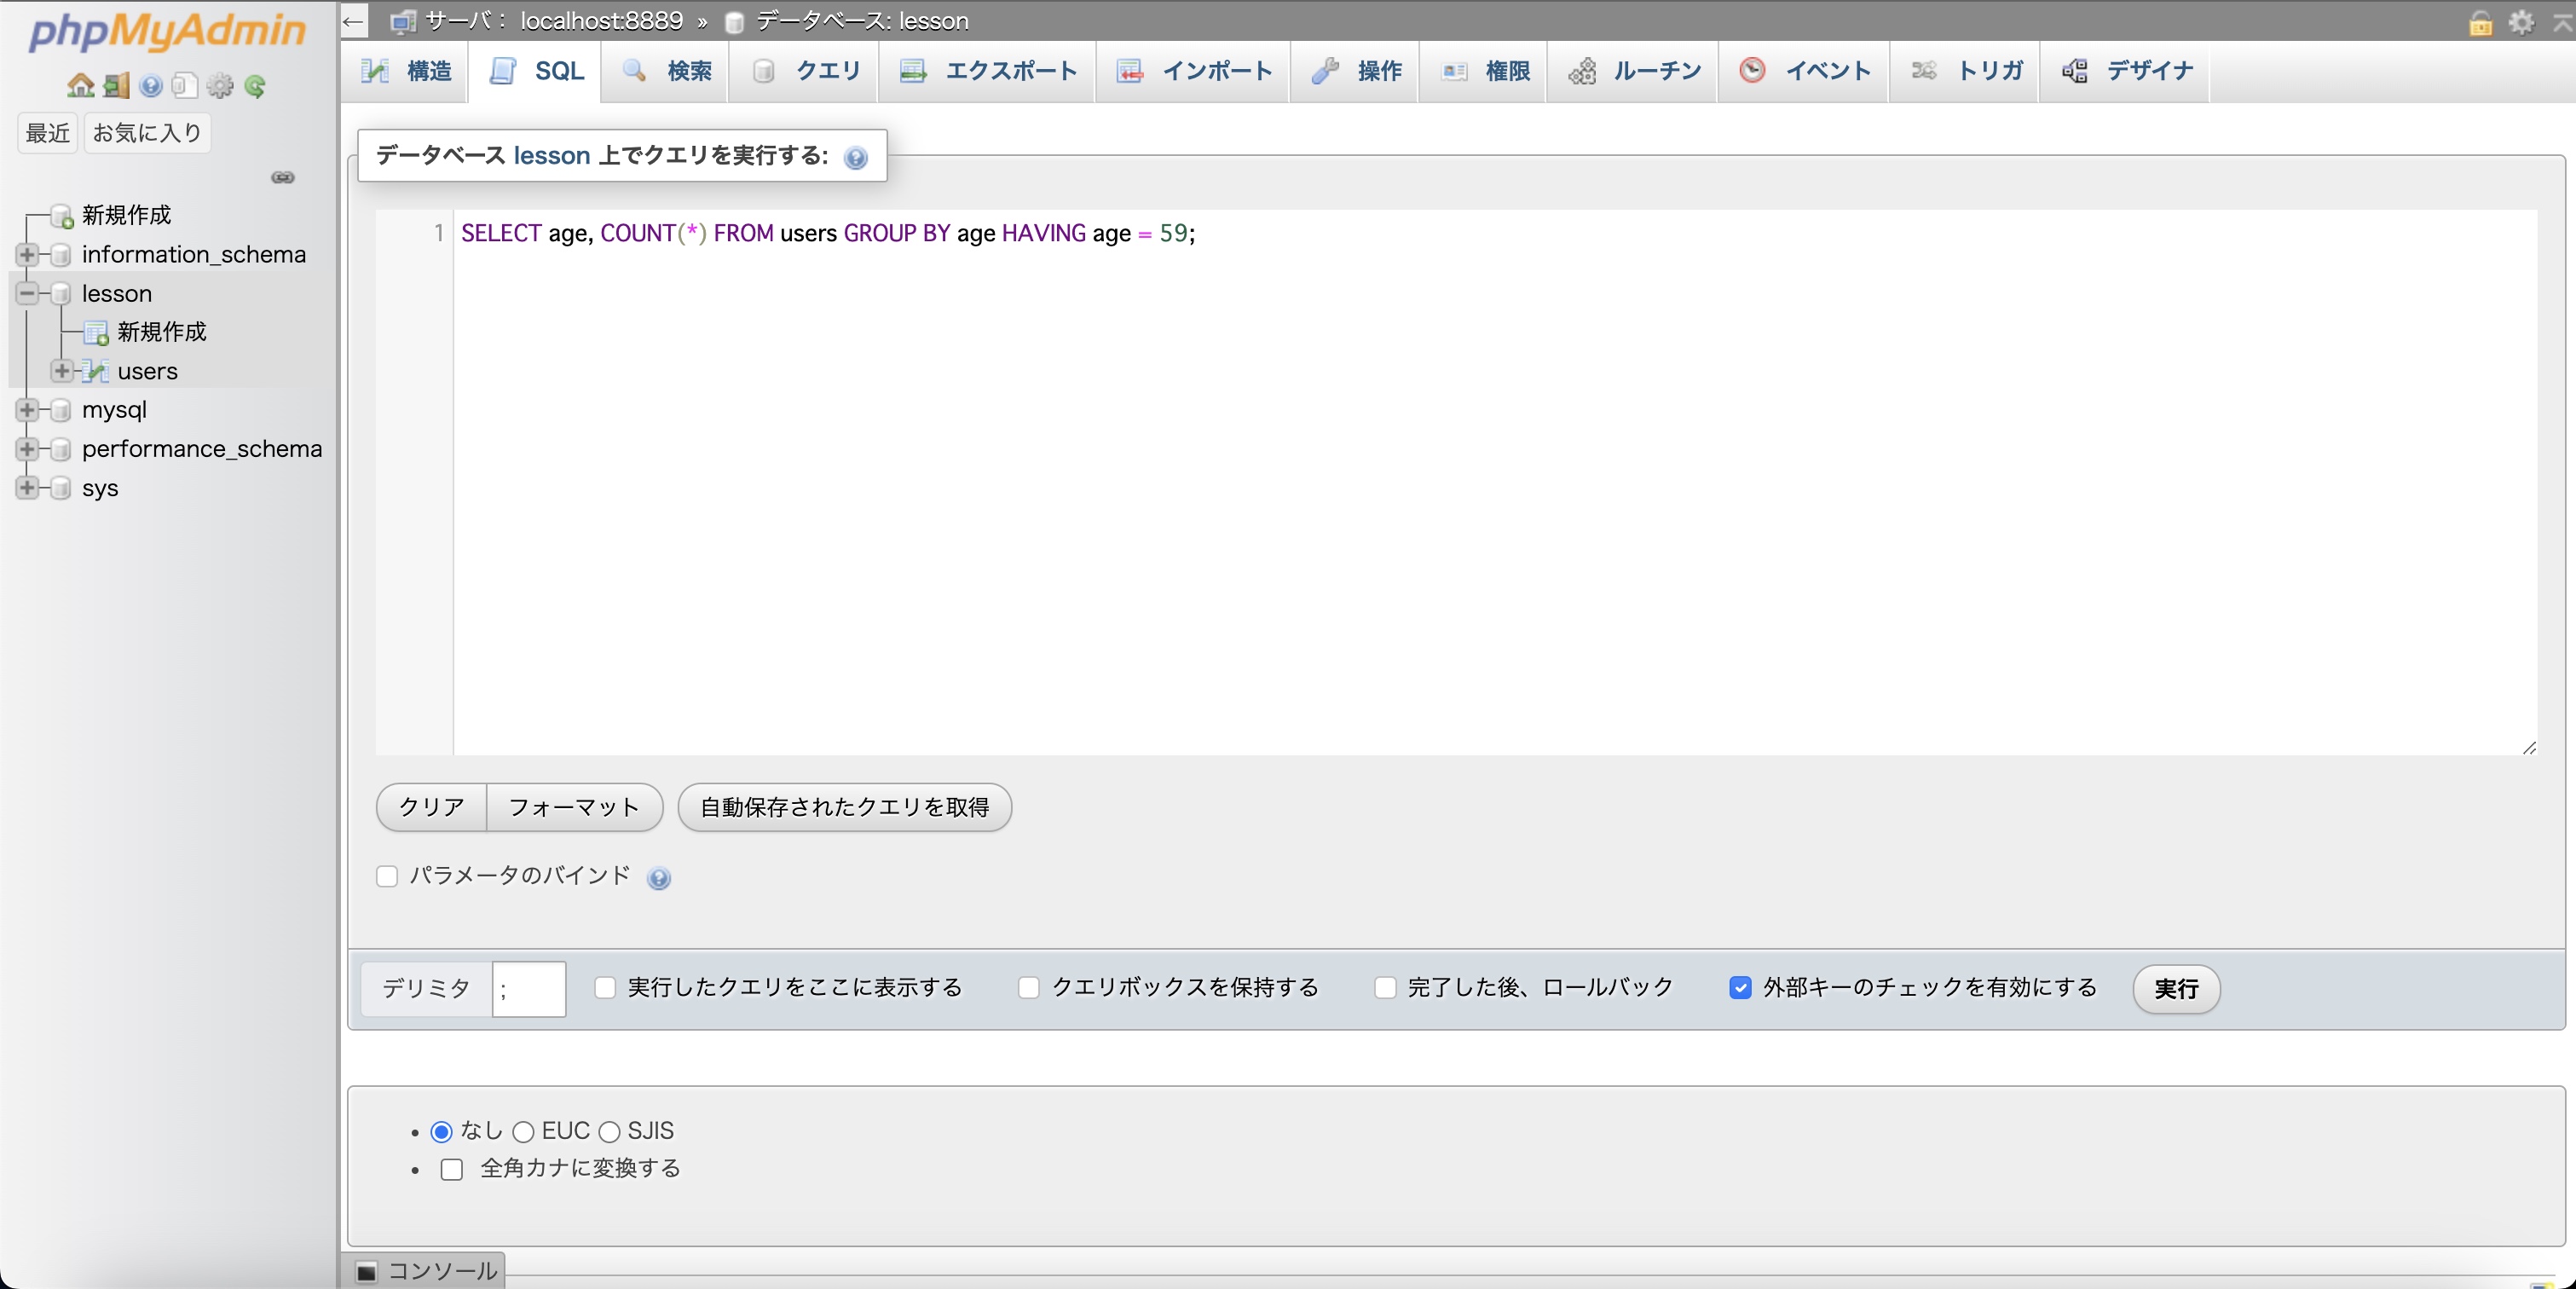 phpMyAdmin
最近 お気に入り
新規作成
information_schema
lesson
新規作成
users
mysql
performance_schema
sys
サーバ： localhost:8889 » データベース: lesson
構造 SQL 検索 クエリ エクスポート インポート 操作 権限 ルーチン イベント トリガ デザイナ
データベース lesson 上でクエリを実行する:
1 SELECT age, COUNT(*) FROM users GROUP BY age HAVING age = 59;
クリア フォーマット 自動保存されたクエリを取得
パラメータのバインド
デリミタ ; 実行したクエリをここに表示する クエリボックスを保持する 完了した後、ロールバック 外部キーのチェックを有効にする 実行
なし EUC SJIS
全角カナに変換する
コンソール